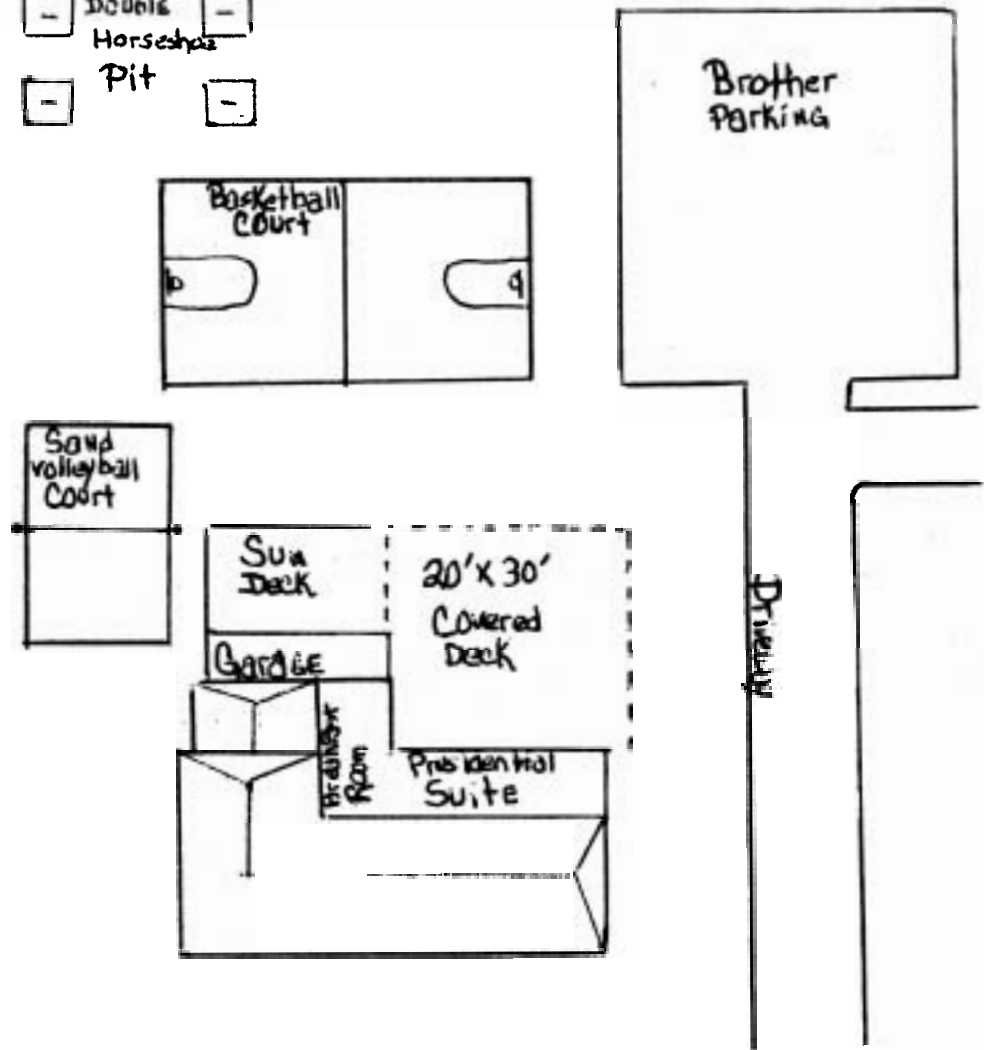 Double
Horseshoe
Pit
Brother
Parking
Basketball
Court
Sand
volleyball
Court
Sun
Deck
20' X 30'
Covered
Deck
Garage
Driveway
Room
Presidential
Suite